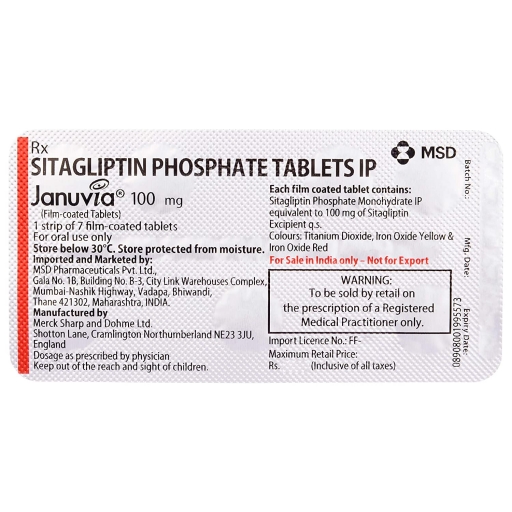 Rx
SITAGLIPTIN PHOSPHATE TABLETS IP
MSD
Januvia® 100 mg
(Film-coated Tablets)
1 strip of 7 film-coated tablets
For oral use only
Store below 30°C. Store protected from moisture.
Imported and Marketed by:
MSD Pharmaceuticals Pvt. Ltd.,
Gala No. 1B, Building No. B-3, City Link Warehouses Complex,
Mumbai-Nashik Highway, Vadapa, Bhiwandi,
Thane 421302, Maharashtra, INDIA.
Manufactured by
Merck Sharp and Dohme Ltd.
Shotton Lane, Cramlington Northumberland NE23 3JU,
England
Dosage as prescribed by physician
Keep out of the reach and sight of children.
Each film coated tablet contains:
Sitagliptin Phosphate Monohydrate IP
equivalent to 100 mg of Sitagliptin
Excipient q.s.
Colours: Titanium Dioxide, Iron Oxide Yellow &
Iron Oxide Red
For Sale in India only – Not for Export
WARNING:
To be sold by retail on
the prescription of a Registered
Medical Practitioner only.
Import Licence No.: FF-
Maximum Retail Price:
Rs. (Inclusive of all taxes)
Batch No.:
Mfg. Date:
Expiry Date:
0800680